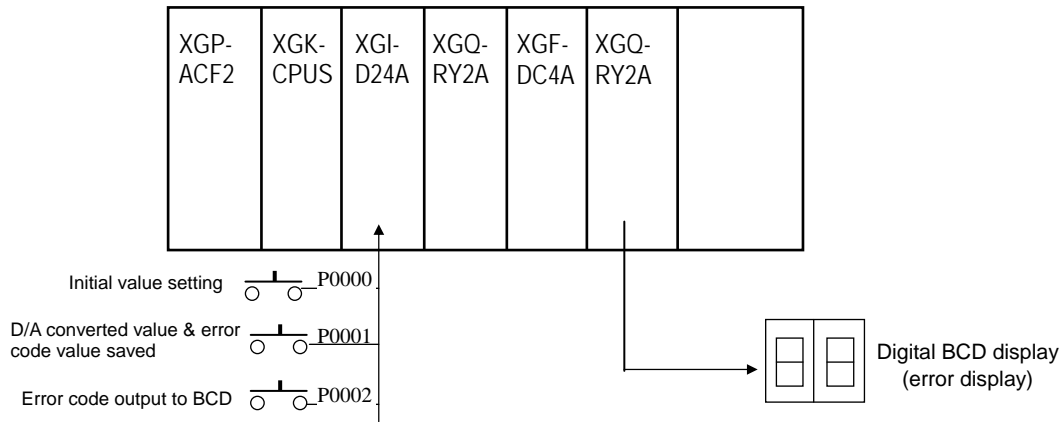 XGP-
ACF2
XGK-
CPUS
XGI-
D24A
XGQ-
RY2A
XGF-
DC4A
XGQ-
RY2A
Initial value setting
P0000
D/A converted value & error
code value saved
P0001
Error code output to BCD
P0002
Digital BCD display
(error display)